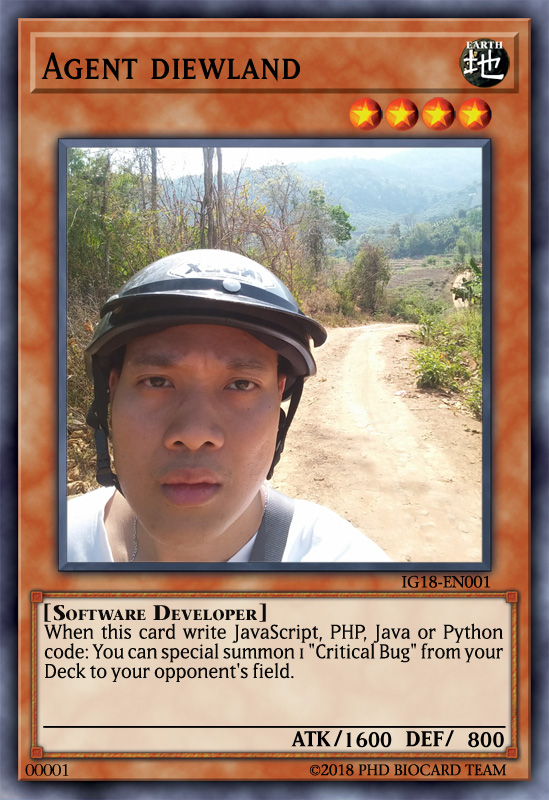 Agent diewland
EARTH
地
IG18-EN001
[Software Developer]
When this card write JavaScript, PHP, Java or Python
code: You can special summon 1 "Critical Bug" from your
Deck to your opponent's field.
ATK/1600 DEF/ 800
00001 ©2018 PHD BIOCARD TEAM